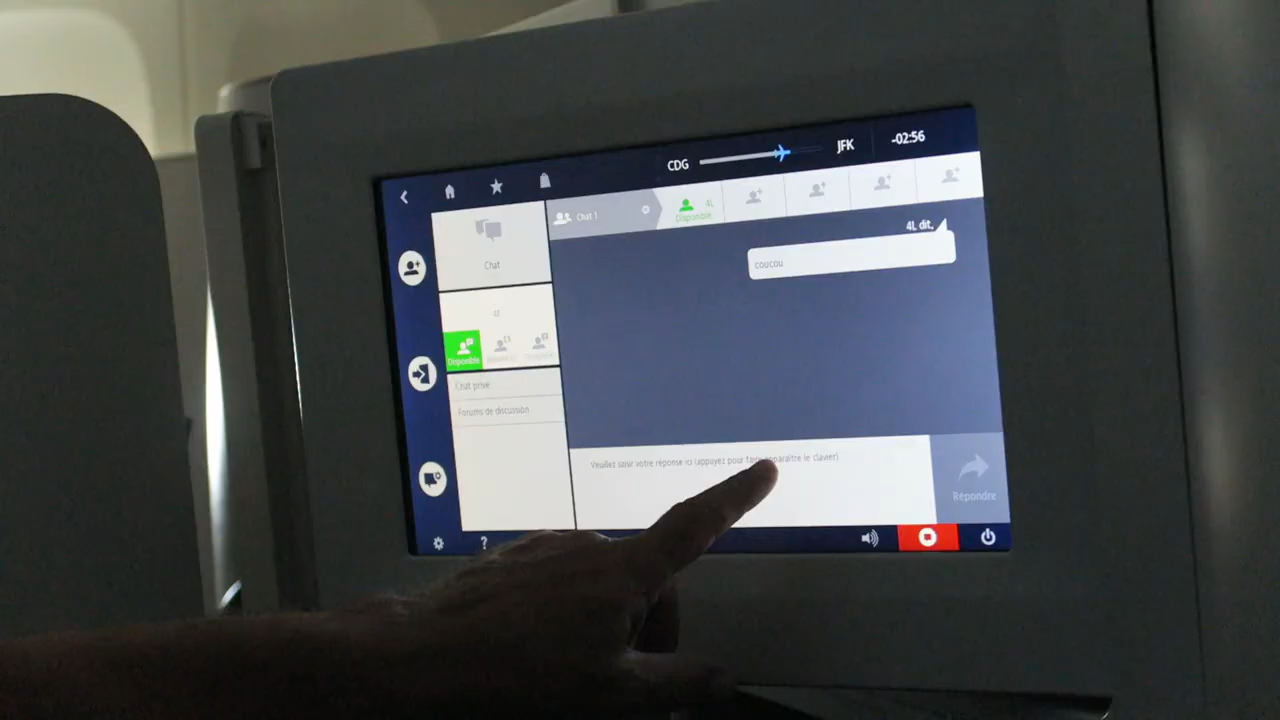 CDG JFK -02:56
Chat
Chat 1
4L
Disponible
4L dit,
coucou
Disponible
Chat privé
Forums de discussion
Veuillez saisir votre réponse ici (appuyez pour faire apparaître le clavier)
Répondre
?